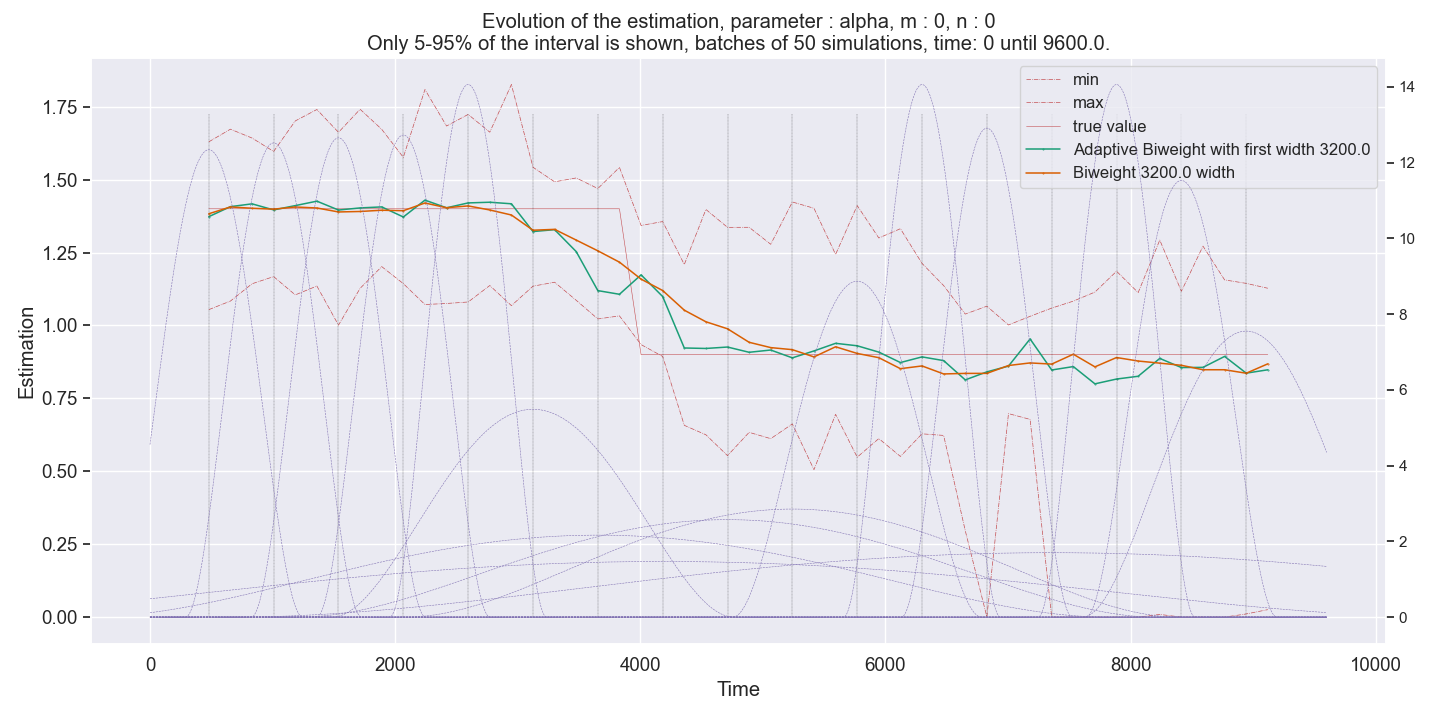 Evolution of the estimation, parameter : alpha, m : 0, n : 0
Only 5-95% of the interval is shown, batches of 50 simulations, time: 0 until 9600.0.
min
max
true value
Adaptive Biweight with first width 3200.0
Biweight 3200.0 width
Estimation
1.75
1.50
1.25
1.00
0.75
0.50
0.25
0.00
14
12
10
8
6
4
2
0
0
2000
4000
6000
8000
10000
Time